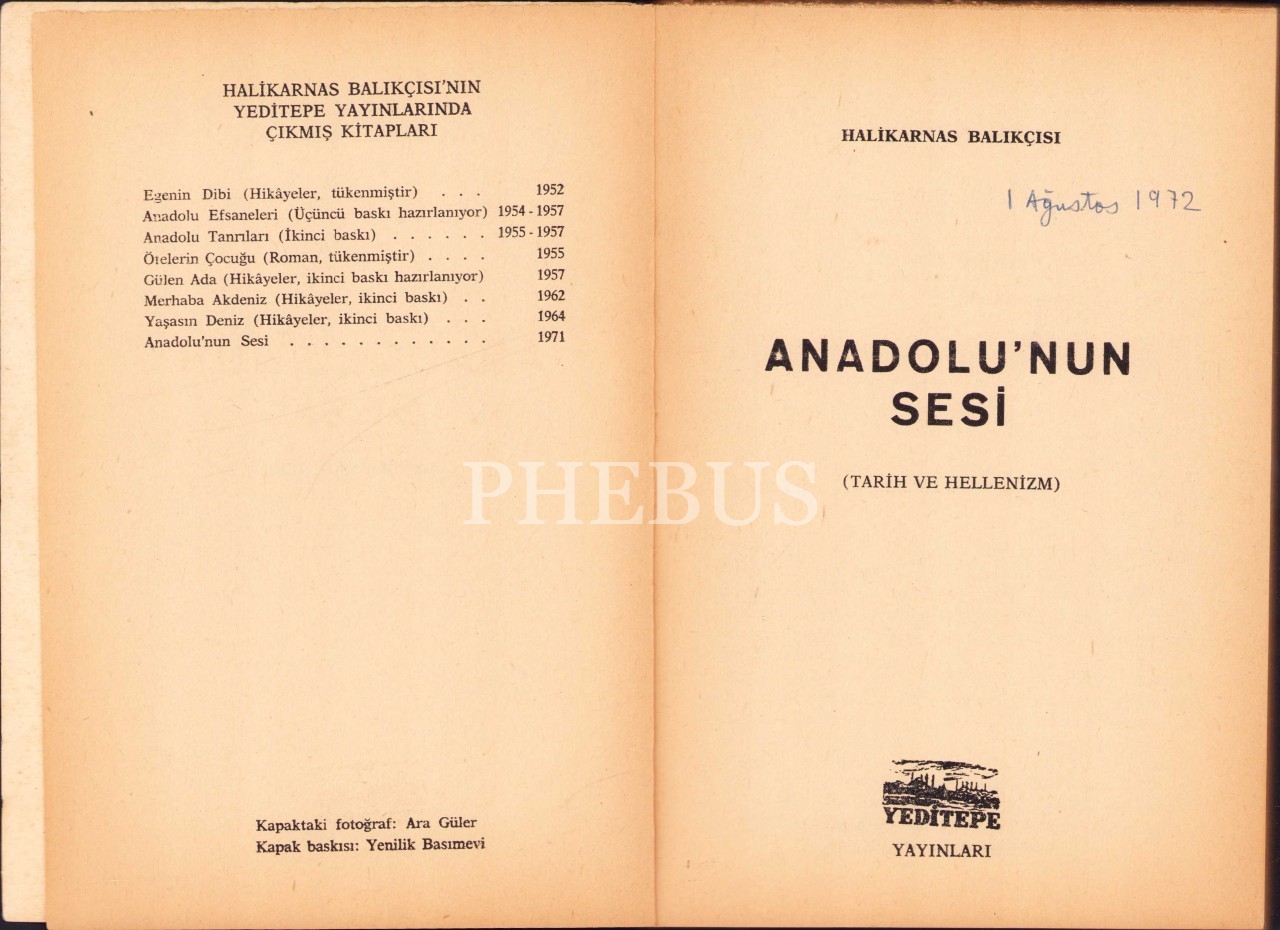 HALİKARNAS BALIKÇISI'NIN
YEDİTEPE YAYINLARINDA
ÇIKMIŞ KİTAPLARI
Egenin Dibi (Hikâyeler, tükenmiştir) . . . 1952
Anadolu Efsaneleri (Üçüncü baskı hazırlanıyor) 1954-1957
Anadolu Tanrıları (İkinci baskı) . . . . . . 1955-1957
Ötelerin Çocuğu (Roman, tükenmiştir) . . . . 1955
Gülen Ada (Hikâyeler, ikinci baskı hazırlanıyor) 1957
Merhaba Akdeniz (Hikâyeler, ikinci baskı) . . 1962
Yaşasın Deniz (Hikâyeler, ikinci baskı) . . . 1964
Anadolu'nun Sesi . . . . . . . . . . . . 1971
Kapaktaki fotoğraf: Ara Güler
Kapak baskısı: Yenilik Basımevi
HALİKARNAS BALIKÇISI
1 Ağustos 1972
ANADOLU'NUN
SESİ
(TARİH VE HELLENİZM)
PHEBUS
YEDİTEPE
YAYINLARI